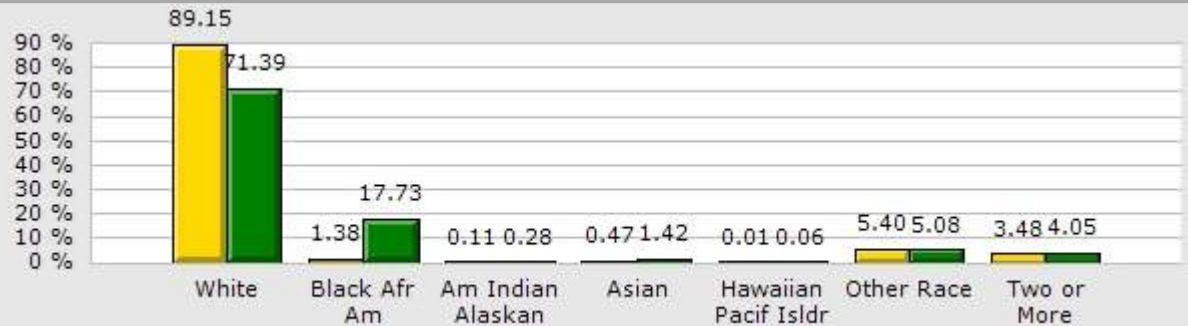 89.15
90 %
80 %
71.39
70 %
60 %
50 %
40 %
30 %
20 %
17.73
10 %
1.38
0.11 0.28
0.47 1.42
0.01 0.06
5.40 5.08
3.48 4.05
0 %
White
Black Afr
Am
Am Indian
Alaskan
Asian
Hawaiian
Pacif Isldr
Other Race
Two or
More